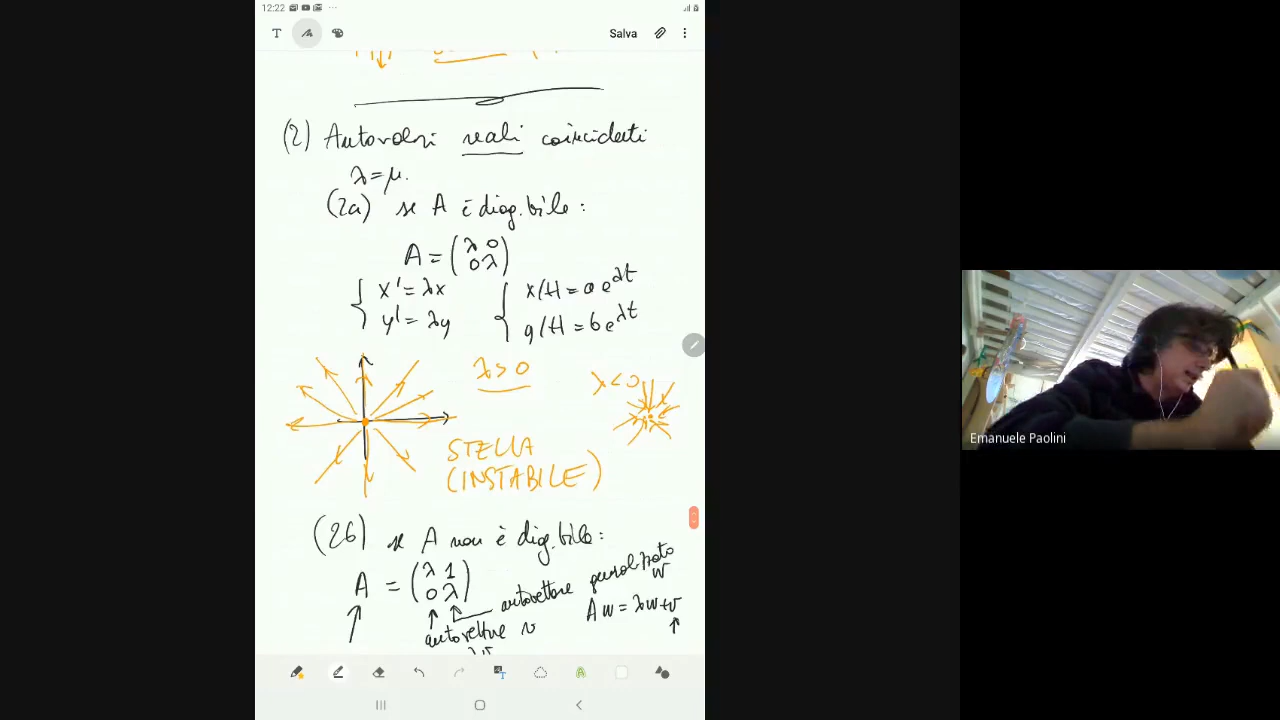 12:22
T
Salva
(2) Autovalori reali coincidenti
λ = μ.
(2a) se A è diag.bile :
A = (λ 0
0 λ)
{ x' = λx
y' = λy
{ x(t) = a e^λt
y(t) = b e^λt
λ > 0
λ < 0
STELLA
(INSTABILE)
(2b) se A non è diag.bile:
A = (λ 1
0 λ)
autovettore generalizzato
w
A w = λw + v
autovettore v
Emanuele Paolini